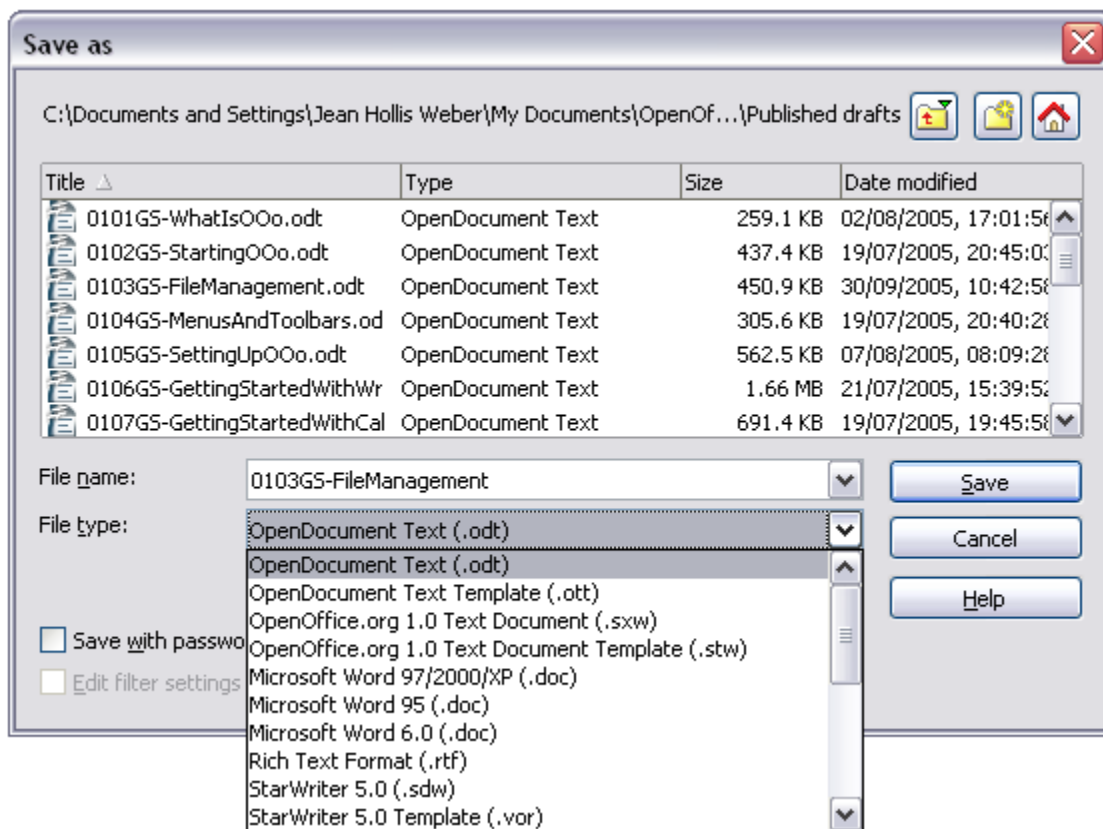 Save as
C:\Documents and Settings\Jean Hollis Weber\My Documents\OpenOf...\Published drafts
Title Type Size Date modified
0101GS-WhatIsOOo.odt OpenDocument Text 259.1 KB 02/08/2005, 17:01:56
0102GS-StartingOOo.odt OpenDocument Text 437.4 KB 19/07/2005, 20:45:03
0103GS-FileManagement.odt OpenDocument Text 450.9 KB 30/09/2005, 10:42:58
0104GS-MenusAndToolbars.od OpenDocument Text 305.6 KB 19/07/2005, 20:40:28
0105GS-SettingUpOOo.odt OpenDocument Text 562.5 KB 07/08/2005, 08:09:28
0106GS-GettingStartedWithWr OpenDocument Text 1.66 MB 21/07/2005, 15:39:52
0107GS-GettingStartedWithCal OpenDocument Text 691.4 KB 19/07/2005, 19:45:58
File name: 0103GS-FileManagement Save
File type: OpenDocument Text (.odt) Cancel
OpenDocument Text (.odt)
OpenDocument Text Template (.ott) Help
OpenOffice.org 1.0 Text Document (.sxw)
Save with passwo OpenOffice.org 1.0 Text Document Template (.stw)
Edit filter settings Microsoft Word 97/2000/XP (.doc)
Microsoft Word 95 (.doc)
Microsoft Word 6.0 (.doc)
Rich Text Format (.rtf)
StarWriter 5.0 (.sdw)
StarWriter 5.0 Template (.vor)